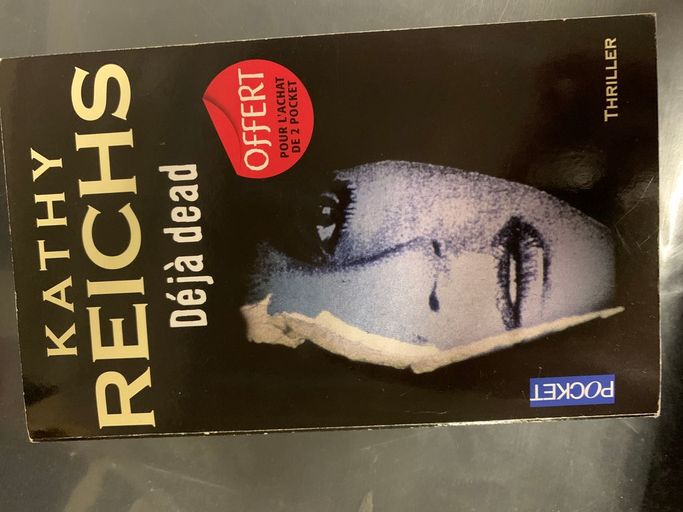 KATHY
REICHS
Déjà dead
OFFERT
POUR L'ACHAT
DE 2 POCKET
THRILLER
POCKET